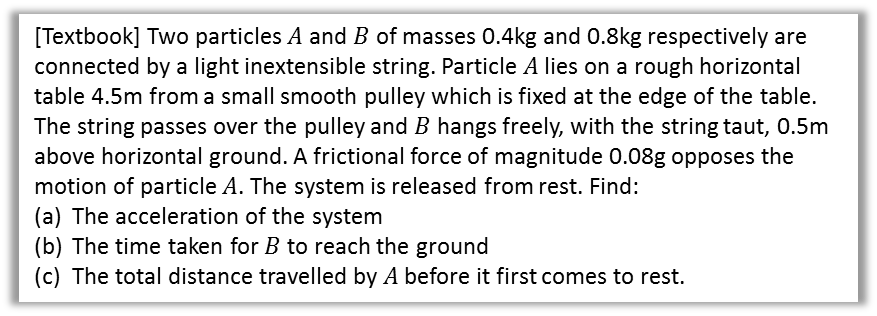 [Textbook] Two particles A and B of masses 0.4kg and 0.8kg respectively are
connected by a light inextensible string. Particle A lies on a rough horizontal
table 4.5m from a small smooth pulley which is fixed at the edge of the table.
The string passes over the pulley and B hangs freely, with the string taut, 0.5m
above horizontal ground. A frictional force of magnitude 0.08g opposes the
motion of particle A. The system is released from rest. Find:
(a) The acceleration of the system
(b) The time taken for B to reach the ground
(c) The total distance travelled by A before it first comes to rest.